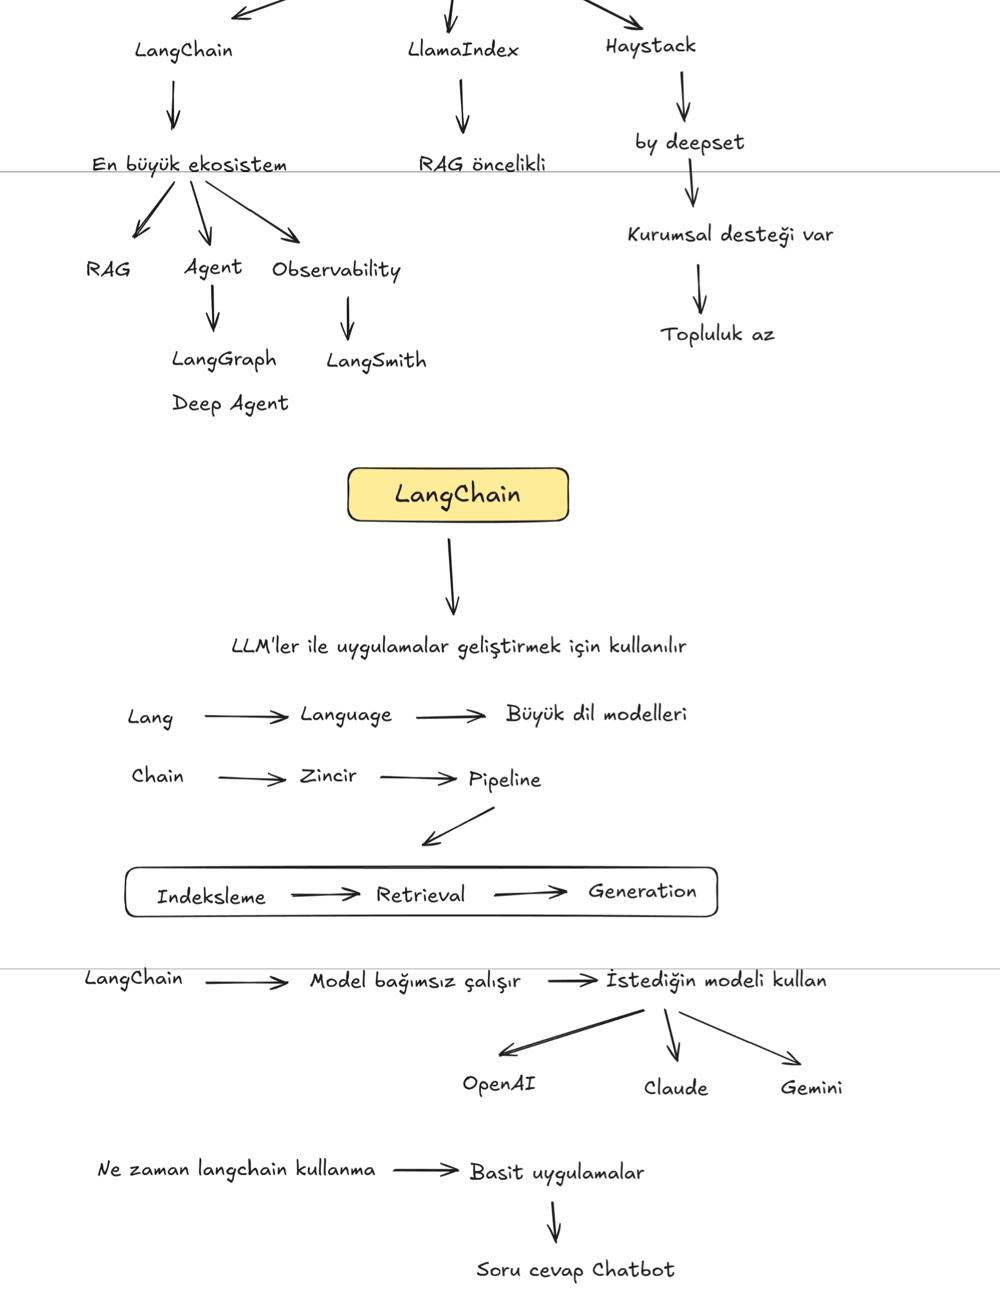 LangChain
LlamaIndex
Haystack
En büyük ekosistem
RAG öncelikli
by deepset
Kurumsal desteği var
Topluluk az
RAG
Agent
Observability
LangGraph
LangSmith
Deep Agent
LangChain
LLM'ler ile uygulamalar geliştirmek için kullanılır
Lang
Language
Büyük dil modelleri
Chain
Zincir
Pipeline
Indeksleme
Retrieval
Generation
LangChain
Model bağımsız çalışır
İstediğin modeli kullan
OpenAI
Claude
Gemini
Ne zaman langchain kullanma
Basit uygulamalar
Soru cevap Chatbot